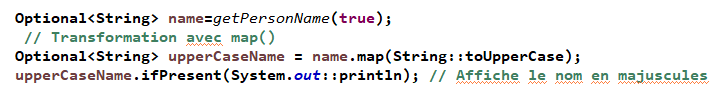 Optional<String> name=getPersonName(true);
// Transformation avec map()
Optional<String> upperCaseName = name.map(String::toUpperCase);
upperCaseName.ifPresent(System.out::println); // Affiche le nom en majuscules